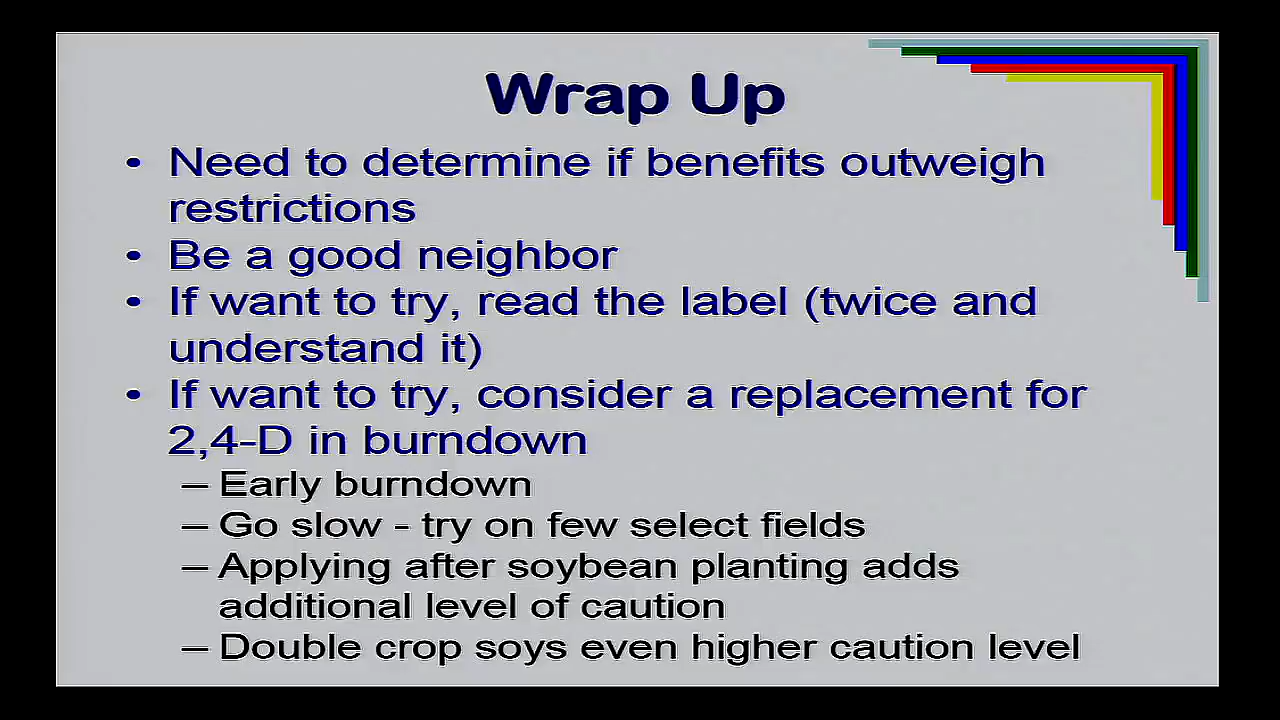 Wrap Up
• Need to determine if benefits outweigh
restrictions
• Be a good neighbor
• If want to try, read the label (twice and
understand it)
• If want to try, consider a replacement for
2,4-D in burndown
– Early burndown
– Go slow - try on few select fields
– Applying after soybean planting adds
additional level of caution
– Double crop soys even higher caution level